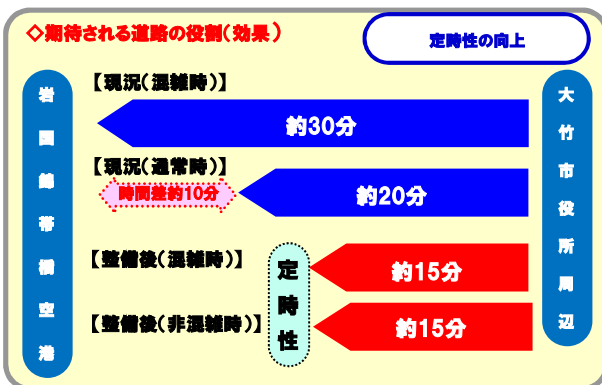 ◇期待される道路の役割(効果)
定時性の向上
岩国錦帯橋空港
大竹市役所周辺
【現況(混雑時)】
約30分
【現況(通常時)】
時間差約10分
約20分
【整備後(混雑時)】
約15分
定時性
【整備後(非混雑時)】
約15分